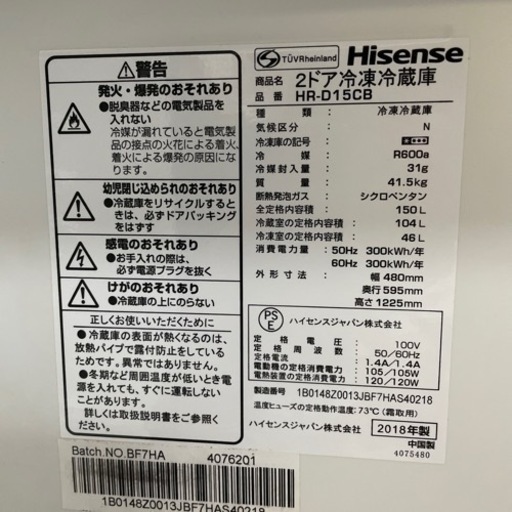 ⚠警告
発火・爆発のおそれあり
●脱臭器などの電気製品を
入れない
冷媒が漏れていると電気製
品の接点の火花による着火、
着火・爆発の原因になり
幼児閉じ込められのおそれあり
●冷蔵庫をリサイクルすると
きは、必ずドアパッキング
をはずす
感電のおそれあり
●お手入れの際は、
必ず電源プラグを抜く
けがのおそれあり
●冷蔵庫の上にのらない
正しくお使いいただくために
●冷蔵庫の表面が熱くなるのは、
放熱パイプで露付防止をしている
ためです。異常ではありません。
●冬期など周囲温度が低いとき電
源を入れても、すぐに運転しない
ことがあります。
詳しくは取扱説明書をご参照ください。
Batch.NO.BF7HA 4076201
1B0148Z0013JBF7HAS40218
TÜVRheinland
Hisense
商品名 2ドア冷凍冷蔵庫
品番 HR-D15CB
種類：冷凍冷蔵庫
気候区分：N
冷凍庫の記号：
冷媒：R600a
冷媒封入量：31g
質量：41.5kg
断熱発泡ガス：シクロペンタン
全定格内容積：150L
冷蔵室の定格内容積：104L
冷凍室の定格内容積：46L
消費電力量：50Hz 300kWh/年
60Hz 300kWh/年
外形寸法：幅 480mm
奥行 595mm
高さ 1225mm
PSE
ハイセンスジャパン株式会社
定格電圧：100V
定格周波数：50/60Hz
定格電流：1.4A/1.4A
電動機の定格消費電力：105/105W
電熱装置の定格消費電力：120/120W
製造番号 1B0148Z0013JBF7HAS40218
温度ヒューズの定格動作温度：73℃(霜取用)
ハイセンスジャパン株式会社
2018年製
中国製
4075480